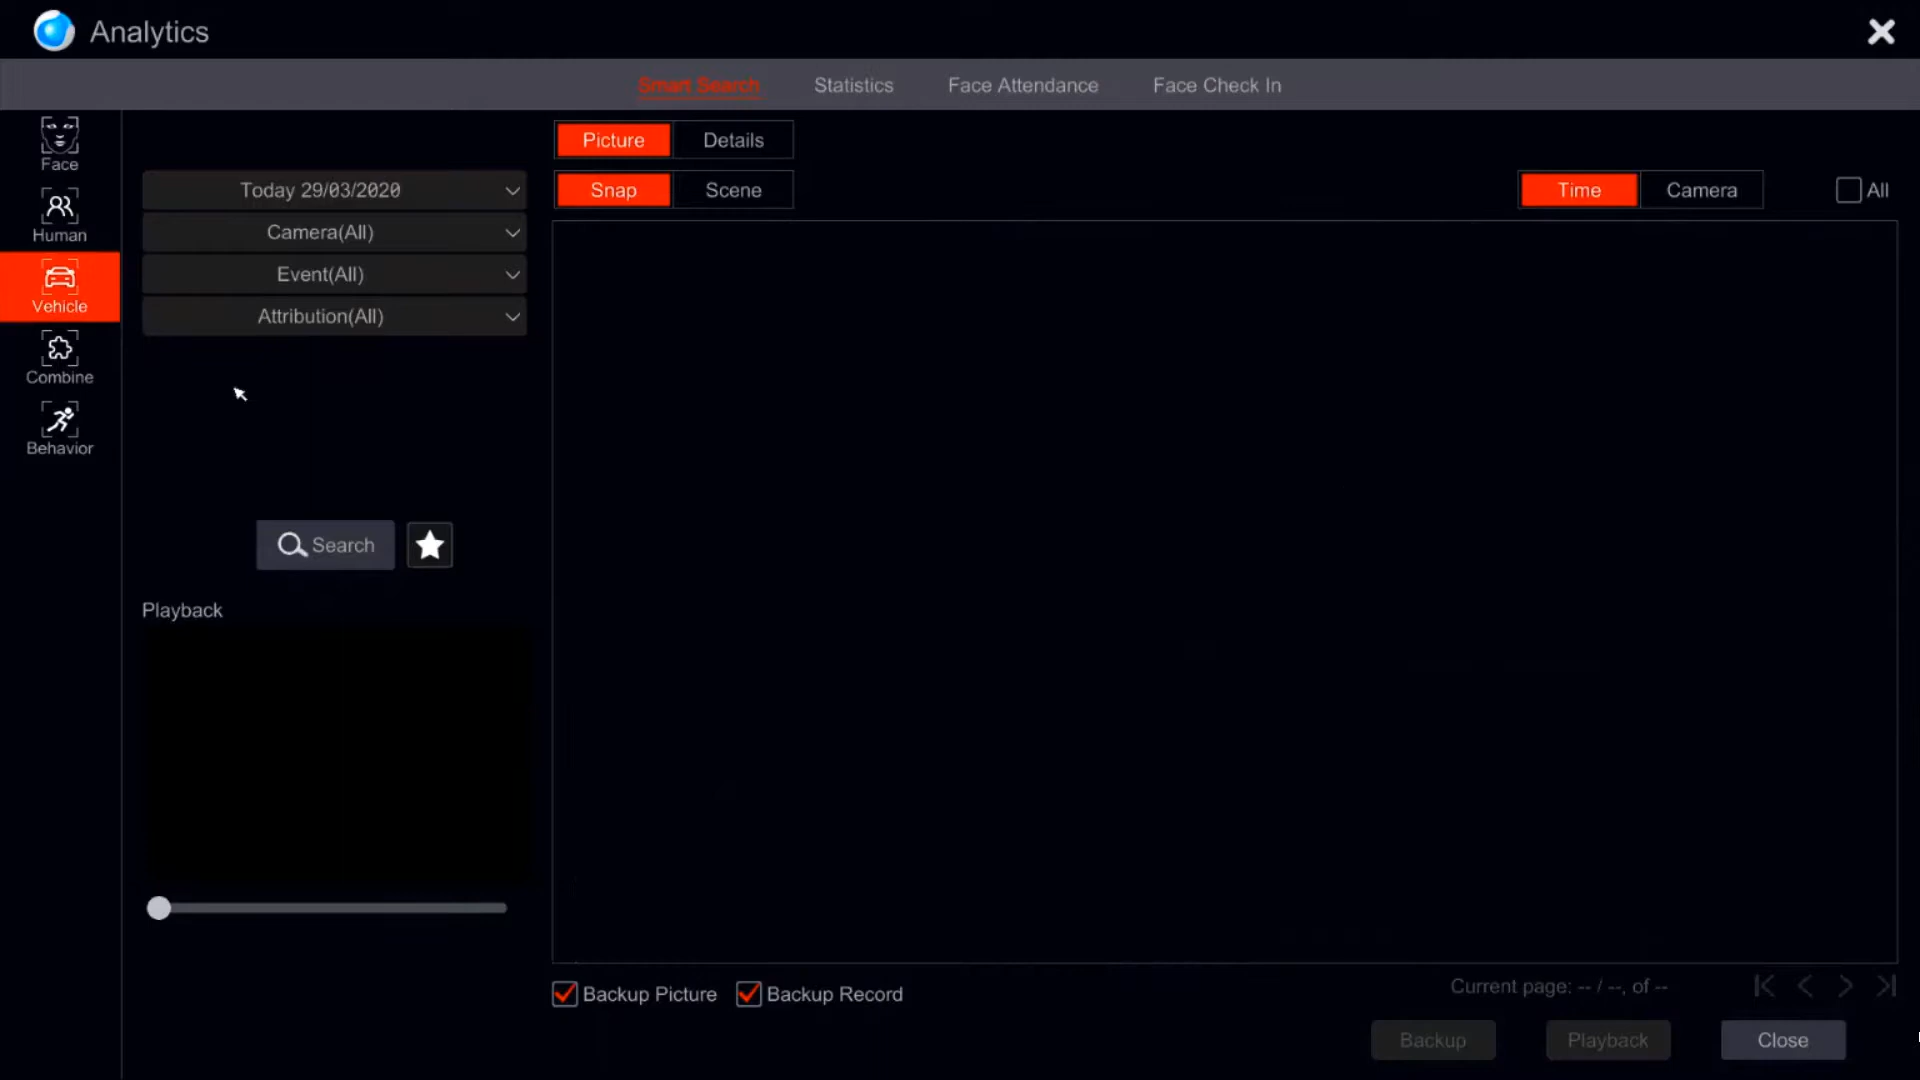 Analytics
Smart Search Statistics Face Attendance Face Check In
Face
Human
Vehicle
Combine
Behavior
Today 29/03/2020
Camera(All)
Event(All)
Attribution(All)
Search
Playback
Picture Details
Snap Scene
Time Camera All
Backup Picture Backup Record
Current page: -- / --, of --
Backup Playback Close